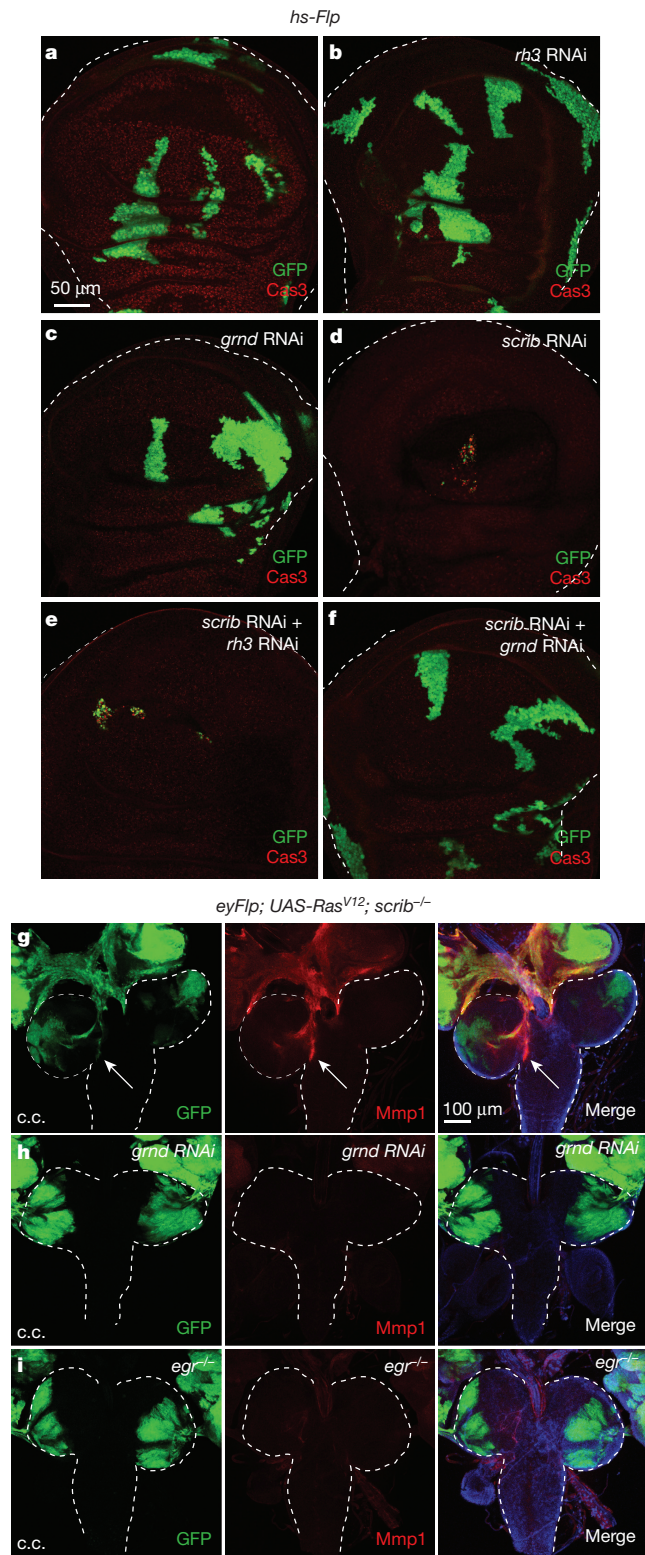 hs-Flp
a
GFP
Cas3
50 µm
b
rh3 RNAi
GFP
Cas3
c
grnd RNAi
GFP
Cas3
d
scrib RNAi
GFP
Cas3
e
scrib RNAi +
rh3 RNAi
GFP
Cas3
f
scrib RNAi +
grnd RNAi
GFP
Cas3
eyFlp; UAS-RasV12; scrib–/–
g
c.c.
GFP
Mmp1
100 µm
Merge
h
grnd RNAi
c.c.
GFP
grnd RNAi
Mmp1
grnd RNAi
Merge
i
egr–/–
c.c.
GFP
egr–/–
Mmp1
egr–/–
Merge